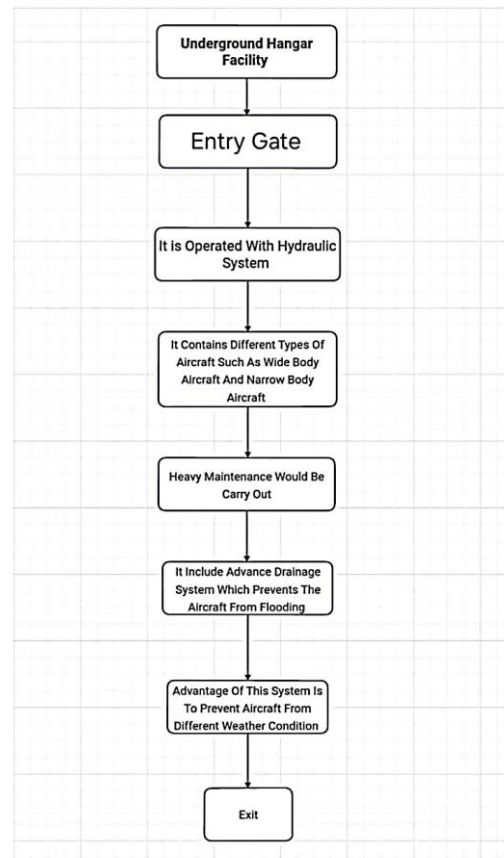 Underground Hangar
Facility
Entry Gate
It is Operated With Hydraulic
System
It Contains Different Types Of
Aircraft Such As Wide Body
Aircraft And Narrow Body
Aircraft
Heavy Maintenance Would Be
Carry Out
It Include Advance Drainage
System Which Prevents The
Aircraft From Flooding
Advantage Of This System Is
To Prevent Aircraft From
Different Weather Condition
Exit